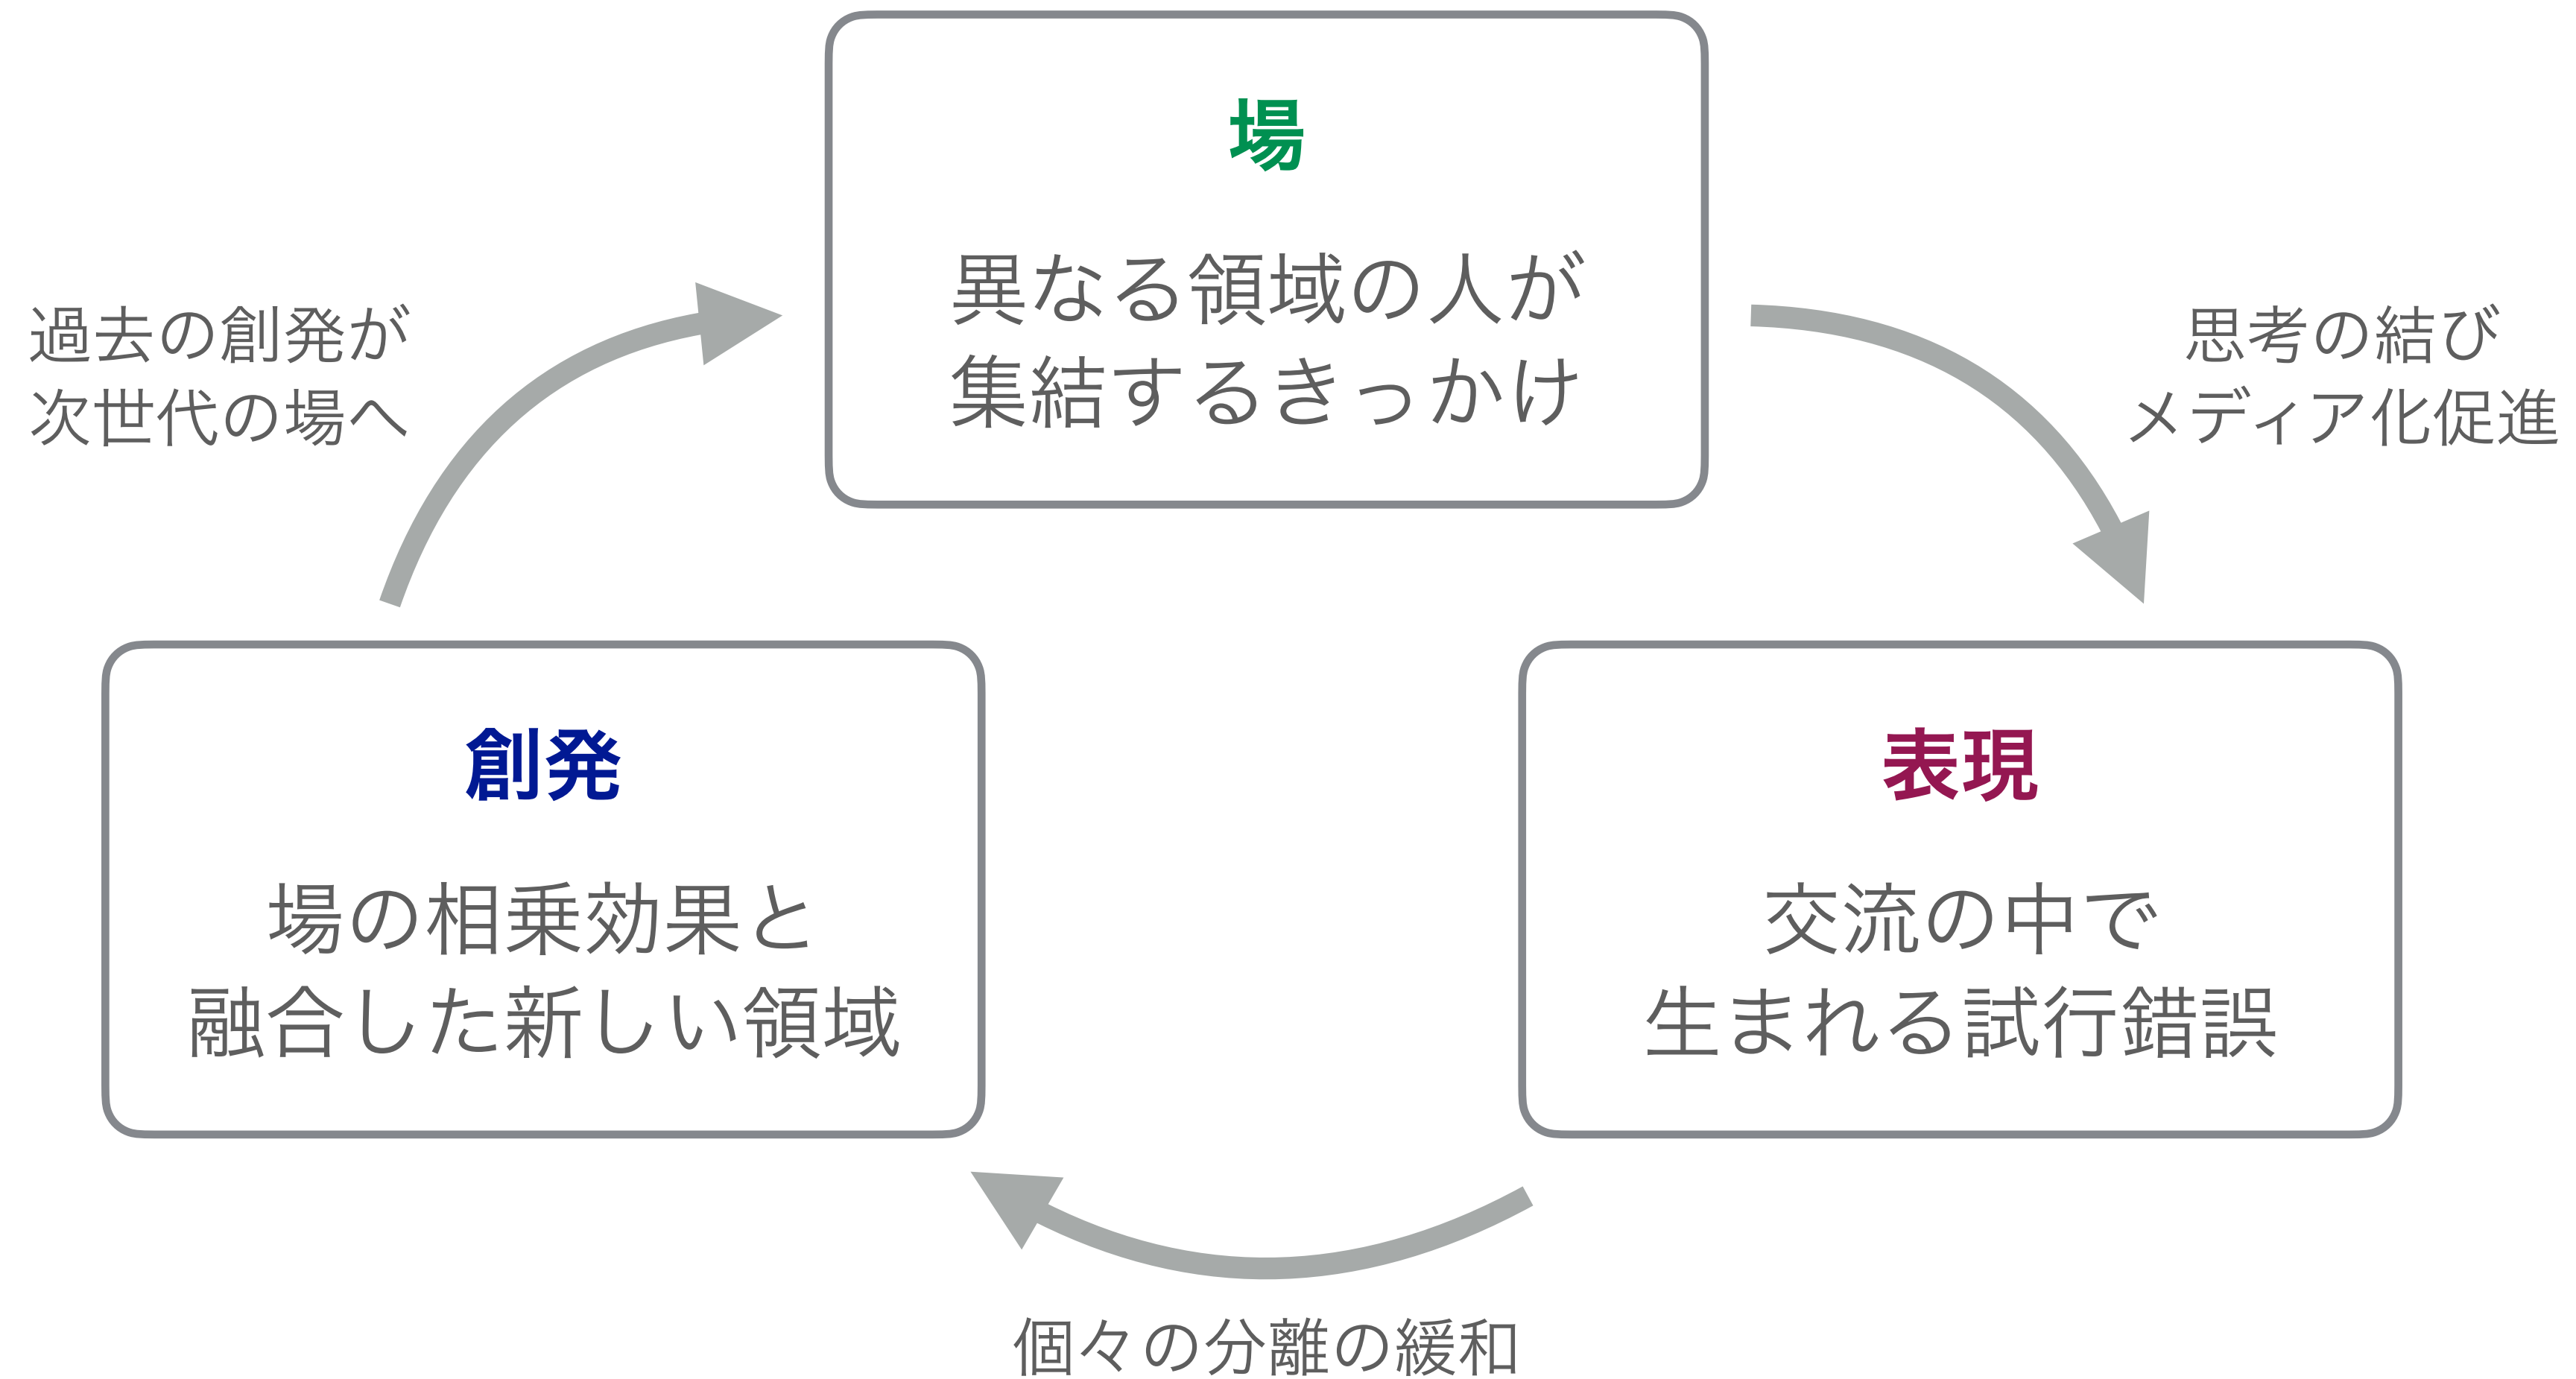 場
異なる領域の人が
集結するきっかけ
過去の創発が
次世代の場へ
思考の結び
メディア化促進
創発
場の相乗効果と
融合した新しい領域
表現
交流の中で
生まれる試行錯誤
個々の分離の緩和